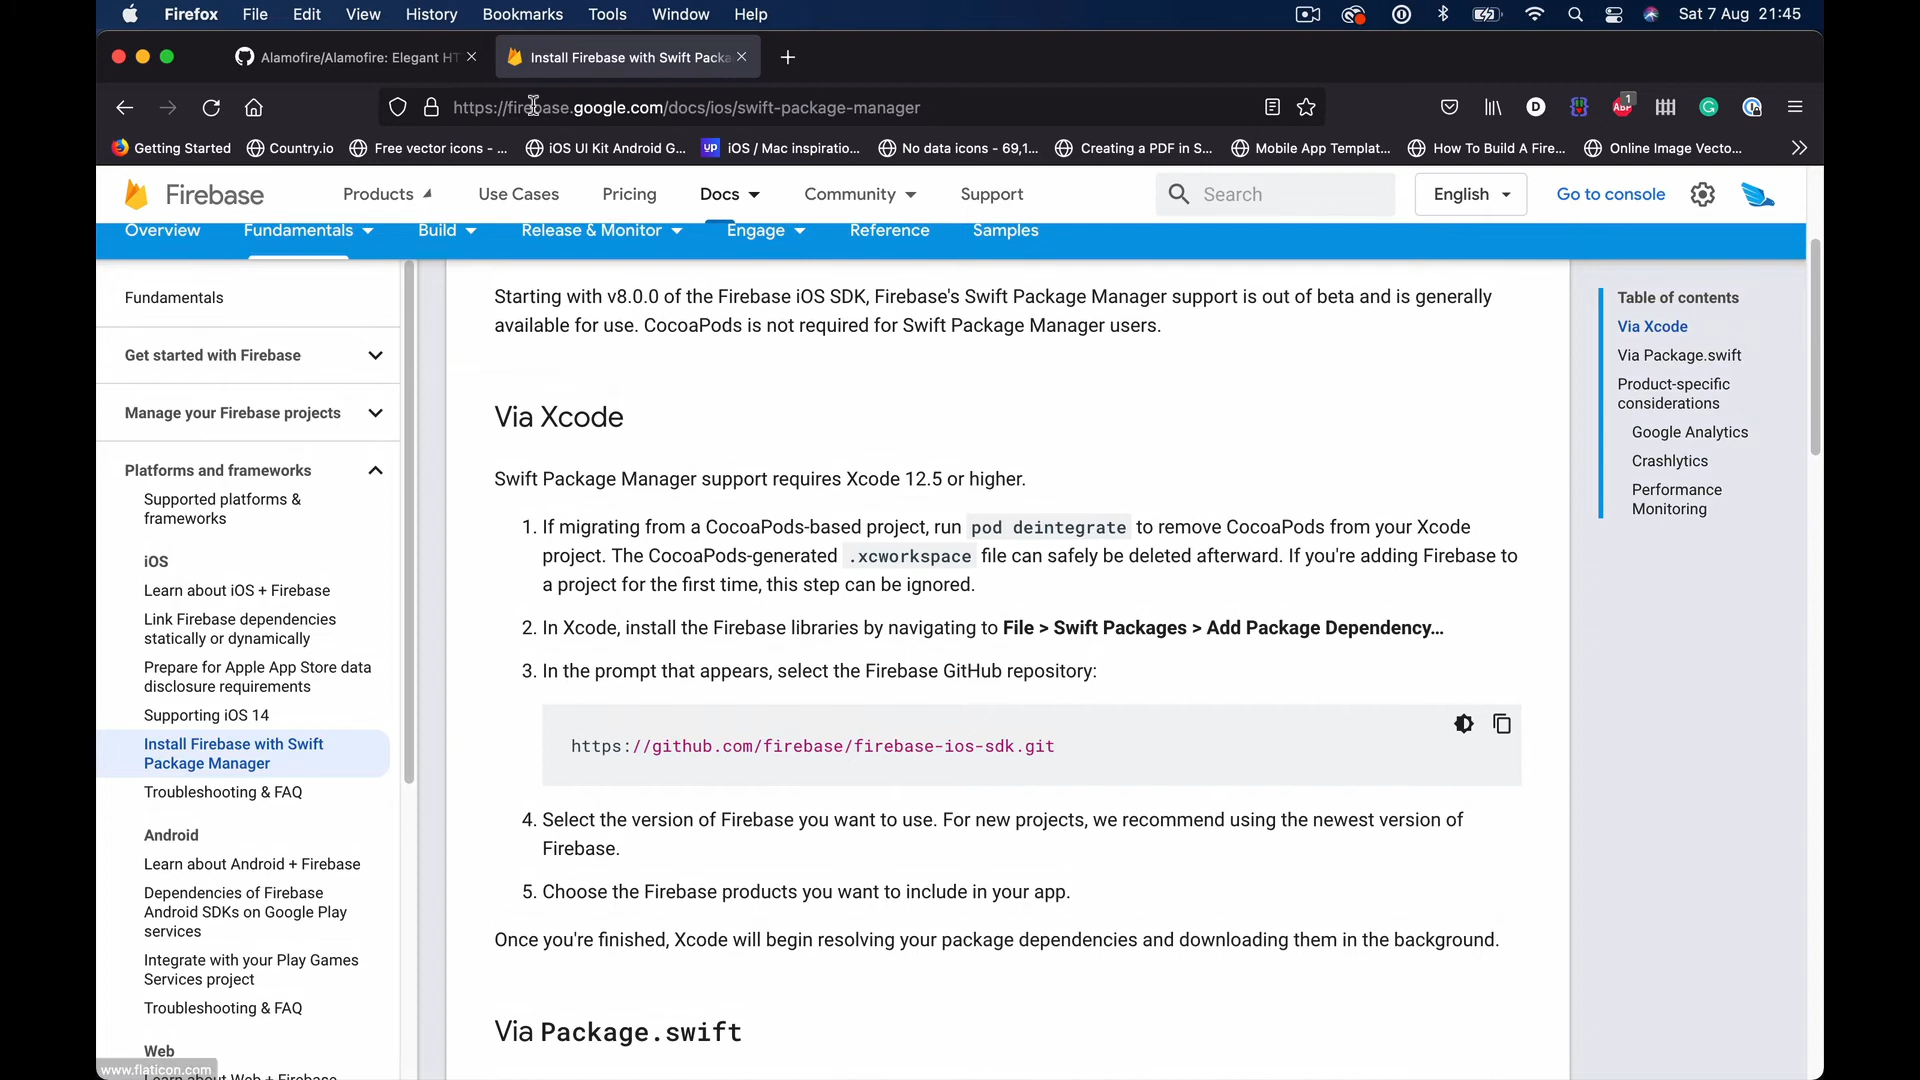 Firefox File Edit View History Bookmarks Tools Window Help Sat 7 Aug 21:45
Alamofire/Alamofire: Elegant HT
Install Firebase with Swift Packa
https://firebase.google.com/docs/ios/swift-package-manager
D
ABP
1
Getting Started
Country.io
Free vector icons - ...
iOS UI Kit Android G...
UP
iOS / Mac inspiratio...
No data icons - 69,1...
Creating a PDF in S...
Mobile App Templat...
How To Build A Fire...
Online Image Vecto...
Firebase
Products
Use Cases
Pricing
Docs
Community
Support
Search
English
Go to console
Overview
Fundamentals
Build
Release & Monitor
Engage
Reference
Samples
Fundamentals
Get started with Firebase
Manage your Firebase projects
Platforms and frameworks
Supported platforms &
frameworks
iOS
Learn about iOS + Firebase
Link Firebase dependencies
statically or dynamically
Prepare for Apple App Store data
disclosure requirements
Supporting iOS 14
Install Firebase with Swift
Package Manager
Troubleshooting & FAQ
Android
Learn about Android + Firebase
Dependencies of Firebase
Android SDKs on Google Play
services
Integrate with your Play Games
Services project
Troubleshooting & FAQ
Web
Learn about Web + Firebase
www.flaticon.com
Starting with v8.0.0 of the Firebase iOS SDK, Firebase's Swift Package Manager support is out of beta and is generally
available for use. CocoaPods is not required for Swift Package Manager users.
Via Xcode
Swift Package Manager support requires Xcode 12.5 or higher.
1. If migrating from a CocoaPods-based project, run pod deintegrate to remove CocoaPods from your Xcode
project. The CocoaPods-generated .xcworkspace file can safely be deleted afterward. If you're adding Firebase to
a project for the first time, this step can be ignored.
2. In Xcode, install the Firebase libraries by navigating to File > Swift Packages > Add Package Dependency…
3. In the prompt that appears, select the Firebase GitHub repository:
https://github.com/firebase/firebase-ios-sdk.git
4. Select the version of Firebase you want to use. For new projects, we recommend using the newest version of
Firebase.
5. Choose the Firebase products you want to include in your app.
Once you're finished, Xcode will begin resolving your package dependencies and downloading them in the background.
Via Package.swift
Table of contents
Via Xcode
Via Package.swift
Product-specific
considerations
Google Analytics
Crashlytics
Performance
Monitoring